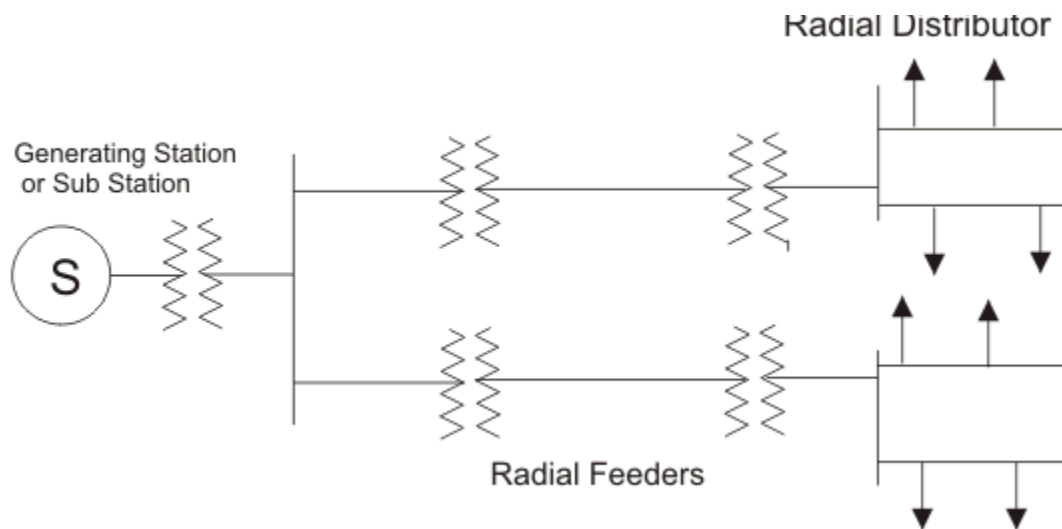 Radial Distributor
Generating Station
or Sub Station
S
Radial Feeders